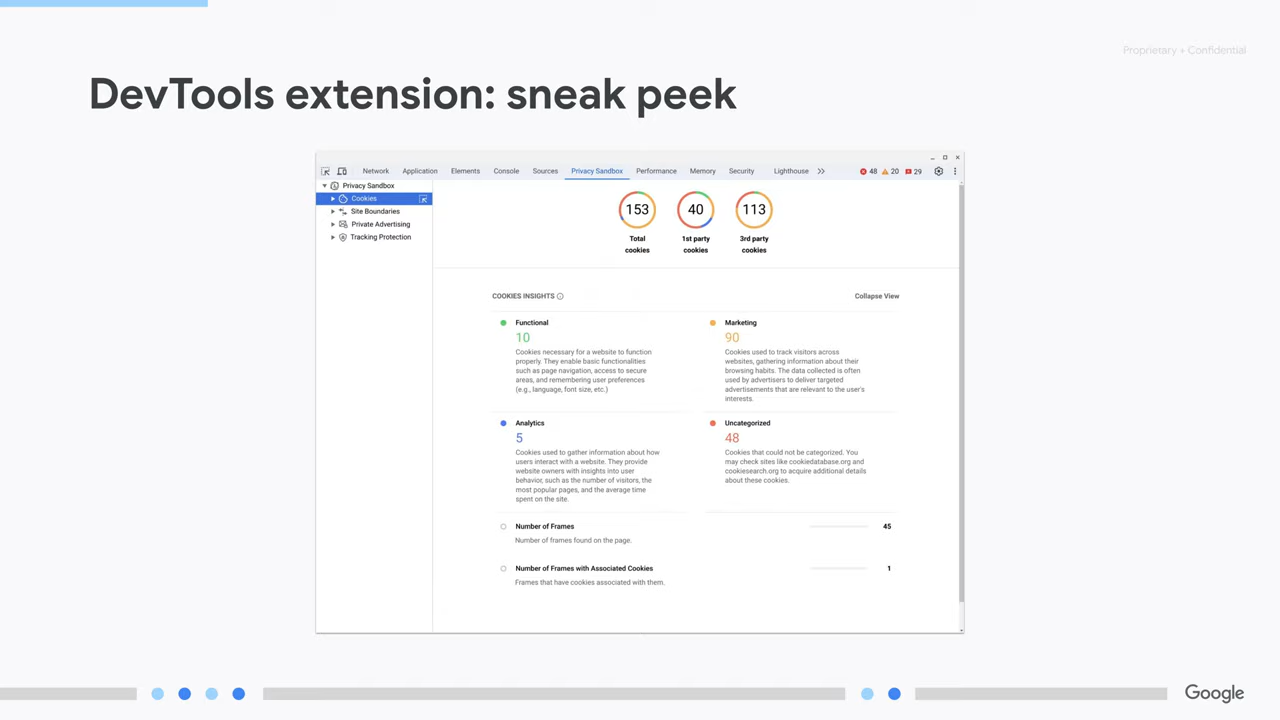 Proprietary + Confidential
DevTools extension: sneak peek
Network Application Elements Console Sources Privacy Sandbox Performance Memory Security Lighthouse 48 20 29
Privacy Sandbox
Cookies
Site Boundaries
Private Advertising
Tracking Protection
153 40 113
Total 1st party 3rd party
cookies cookies cookies
COOKIES INSIGHTS Collapse View
Functional
10
Cookies necessary for a website to function
properly. They enable basic functionalities
such as page navigation, access to secure
areas, and remembering user preferences
(e.g., language, font size, etc.)
Marketing
90
Cookies used to track visitors across
websites, gathering information about their
browsing habits. The data collected is often
used by advertisers to deliver targeted
advertisements that are relevant to the user's
interests.
Analytics
5
Cookies used to gather information about how
users interact with a website. They provide
website owners with insights into user
behavior, such as the number of visitors, the
most popular pages, and the average time
spent on the site.
Uncategorized
48
Cookies that could not be categorized. You
may check sites like cookiedatabase.org and
cookiesearch.org to acquire additional details
about these cookies.
Number of Frames 45
Number of frames found on the page.
Number of Frames with Associated Cookies 1
Frames that have cookies associated with them.
Google